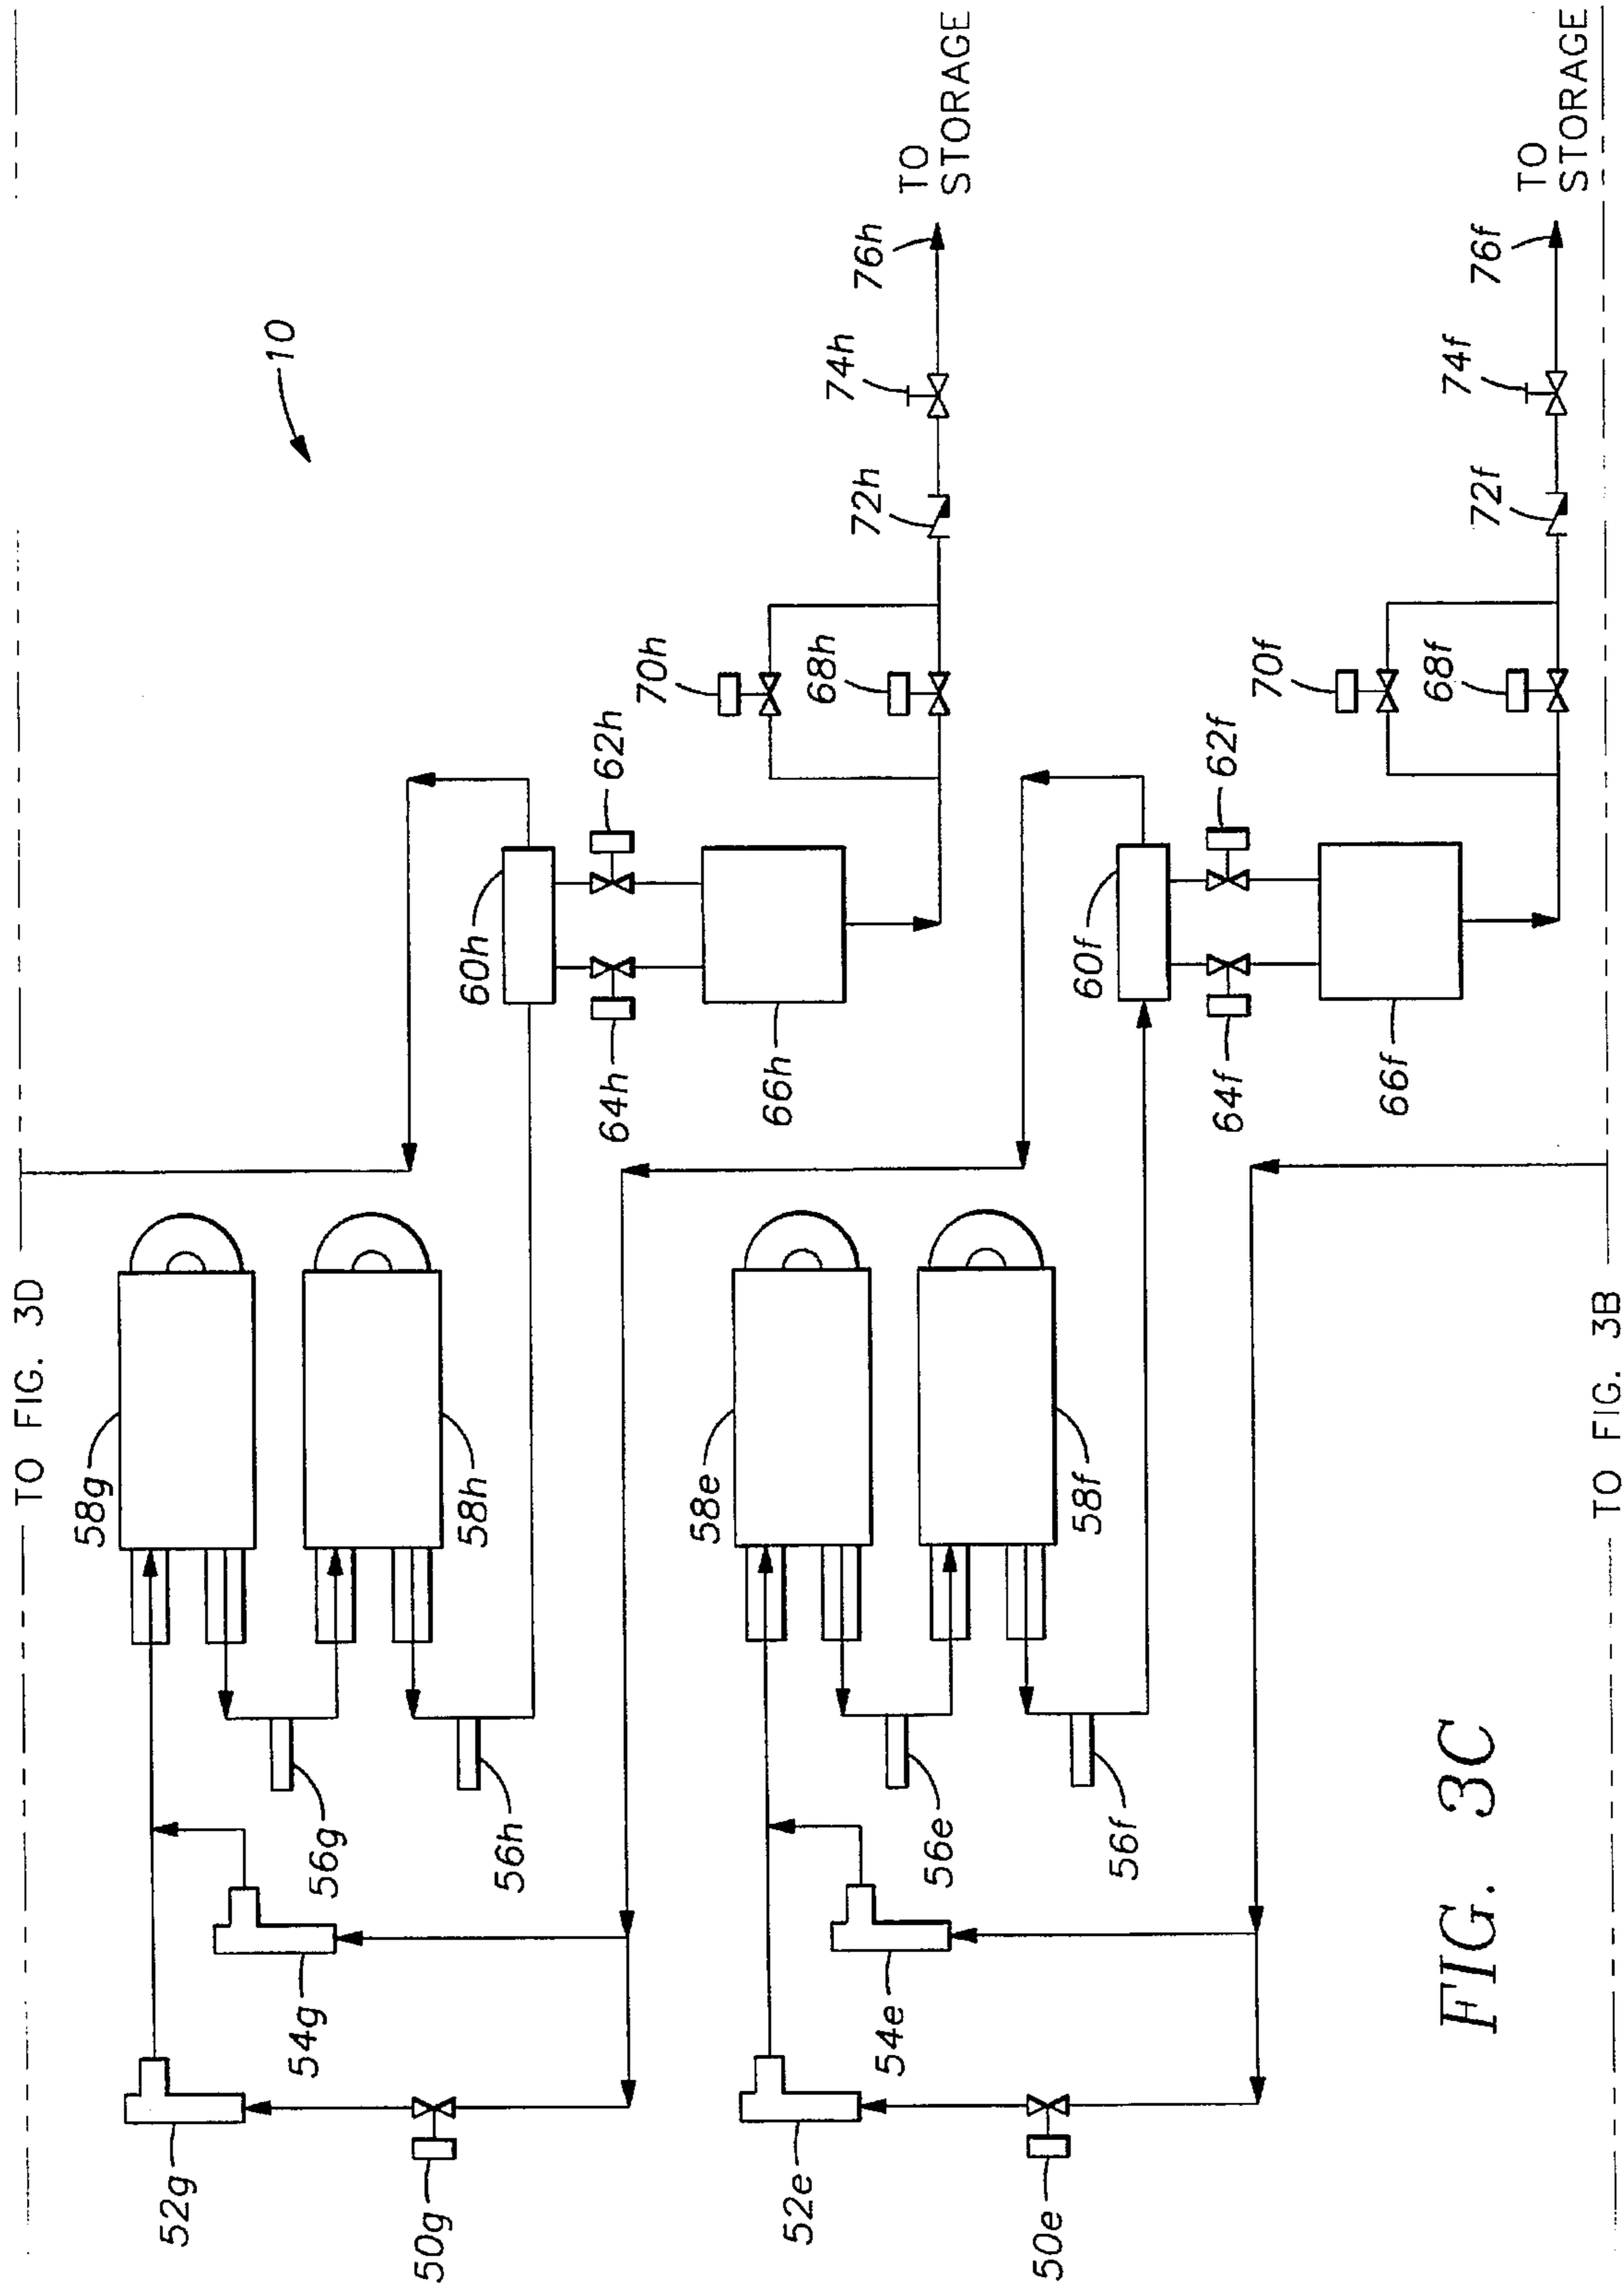 TO FIG. 3D
10
58g
58h
52g
54g
56g
56h
50g
60h
62h
64h
66h
70h
68h
72h
74h
76h
TO
STORAGE
58e
58f
52e
54e
56e
56f
50e
60f
62f
64f
66f
70f
68f
72f
74f
76f
TO
STORAGE
FIG. 3C
TO FIG. 3B